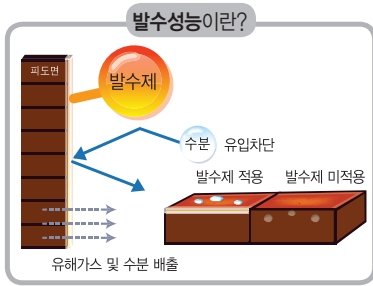 발수성능이란?
피도면
발수제
수분 유입차단
발수제 적용 발수제 미적용
유해가스 및 수분 배출